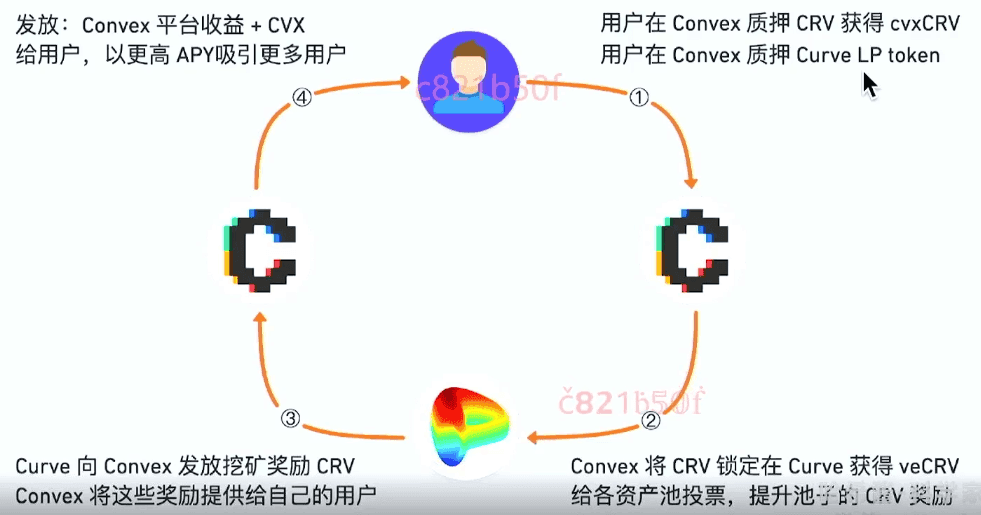 发放：Convex 平台收益 + CVX
给用户，以更高 APY吸引更多用户
用户在 Convex 质押 CRV 获得 cvxCRV
用户在 Convex 质押 Curve LP token
④
①
c821b50f
c821b50f
③
②
Curve 向 Convex 发放挖矿奖励 CRV
Convex 将这些奖励提供给自己的用户
Convex 将 CRV 锁定在 Curve 获得 veCRV
给各资产池投票，提升池子的 CRV 奖励